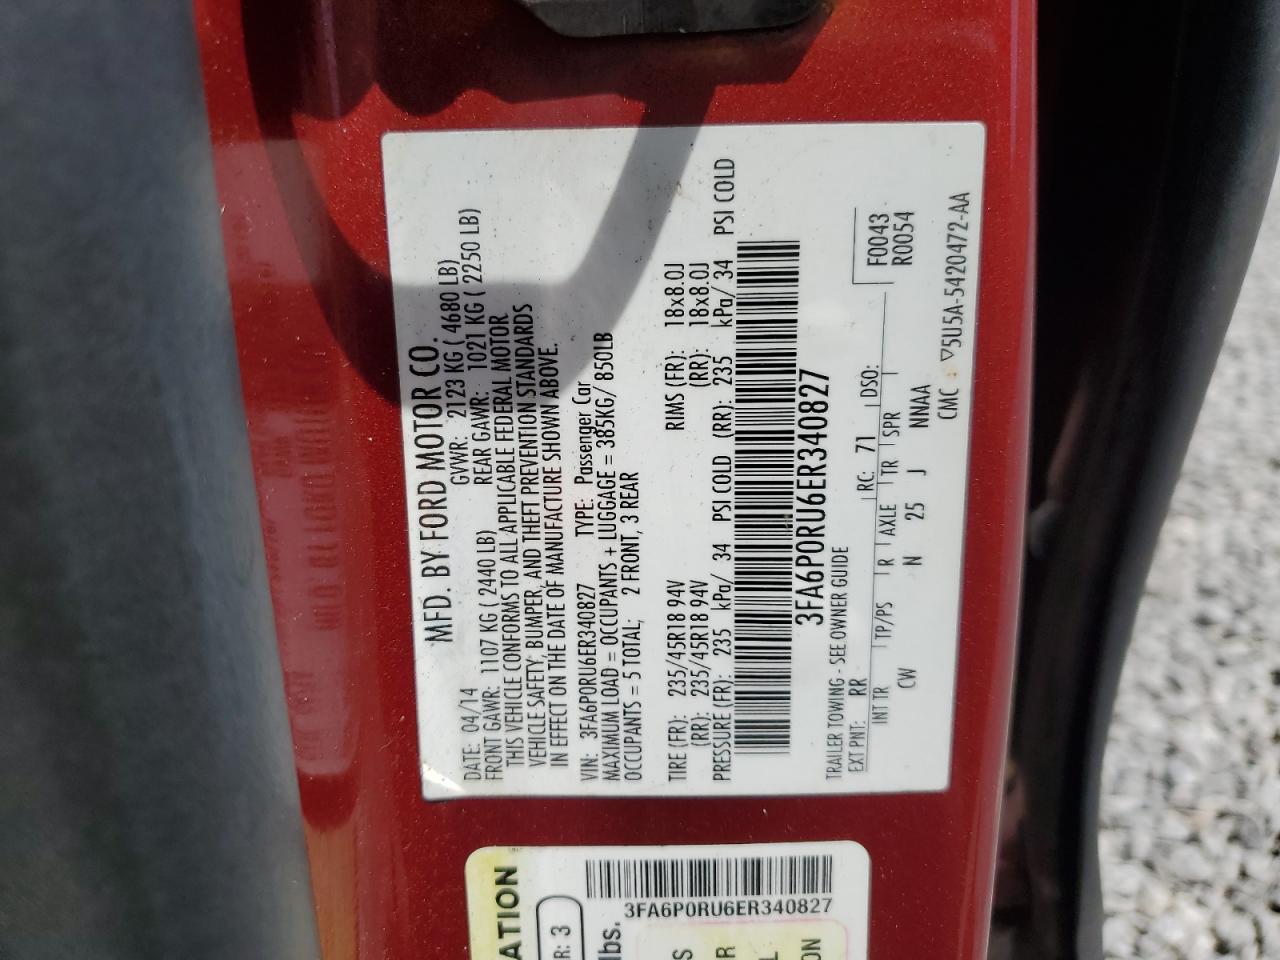 MFD. BY FORD MOTOR CO.
DATE: 04/14 GVWR: 2123 KG ( 4680 LB)
FRONT GAWR: 1107 KG ( 2440 LB) REAR GAWR: 1021 KG ( 2250 LB)
THIS VEHICLE CONFORMS TO ALL APPLICABLE FEDERAL MOTOR
VEHICLE SAFETY, BUMPER, AND THEFT PREVENTION STANDARDS
IN EFFECT ON THE DATE OF MANUFACTURE SHOWN ABOVE.
VIN: 3FA6P0RU6ER340827 TYPE: Passenger Car
MAXIMUM LOAD = OCCUPANTS + LUGGAGE = 385KG/ 850LB
OCCUPANTS = 5 TOTAL; 2 FRONT, 3 REAR
TIRE (FR): 235/45R18 94V RIMS (FR): 18x8.0J
(RR): 235/45R18 94V (RR): 18x8.0J
PRESSURE (FR): 235 kPa/ 34 PSI COLD (RR): 235 kPa/ 34 PSI COLD
3FA6P0RU6ER340827
TRAILER TOWING - SEE OWNER GUIDE
EXT PNT: RR RC: 71 DSO: F0043
INT TR TP/PS R AXLE TR SPR R0054
CW N 25 J NNAA
CMC ▽5U5A-5420472-AA
ATION
R: 3
3FA6P0RU6ER340827
lbs.
S
R
L
ON